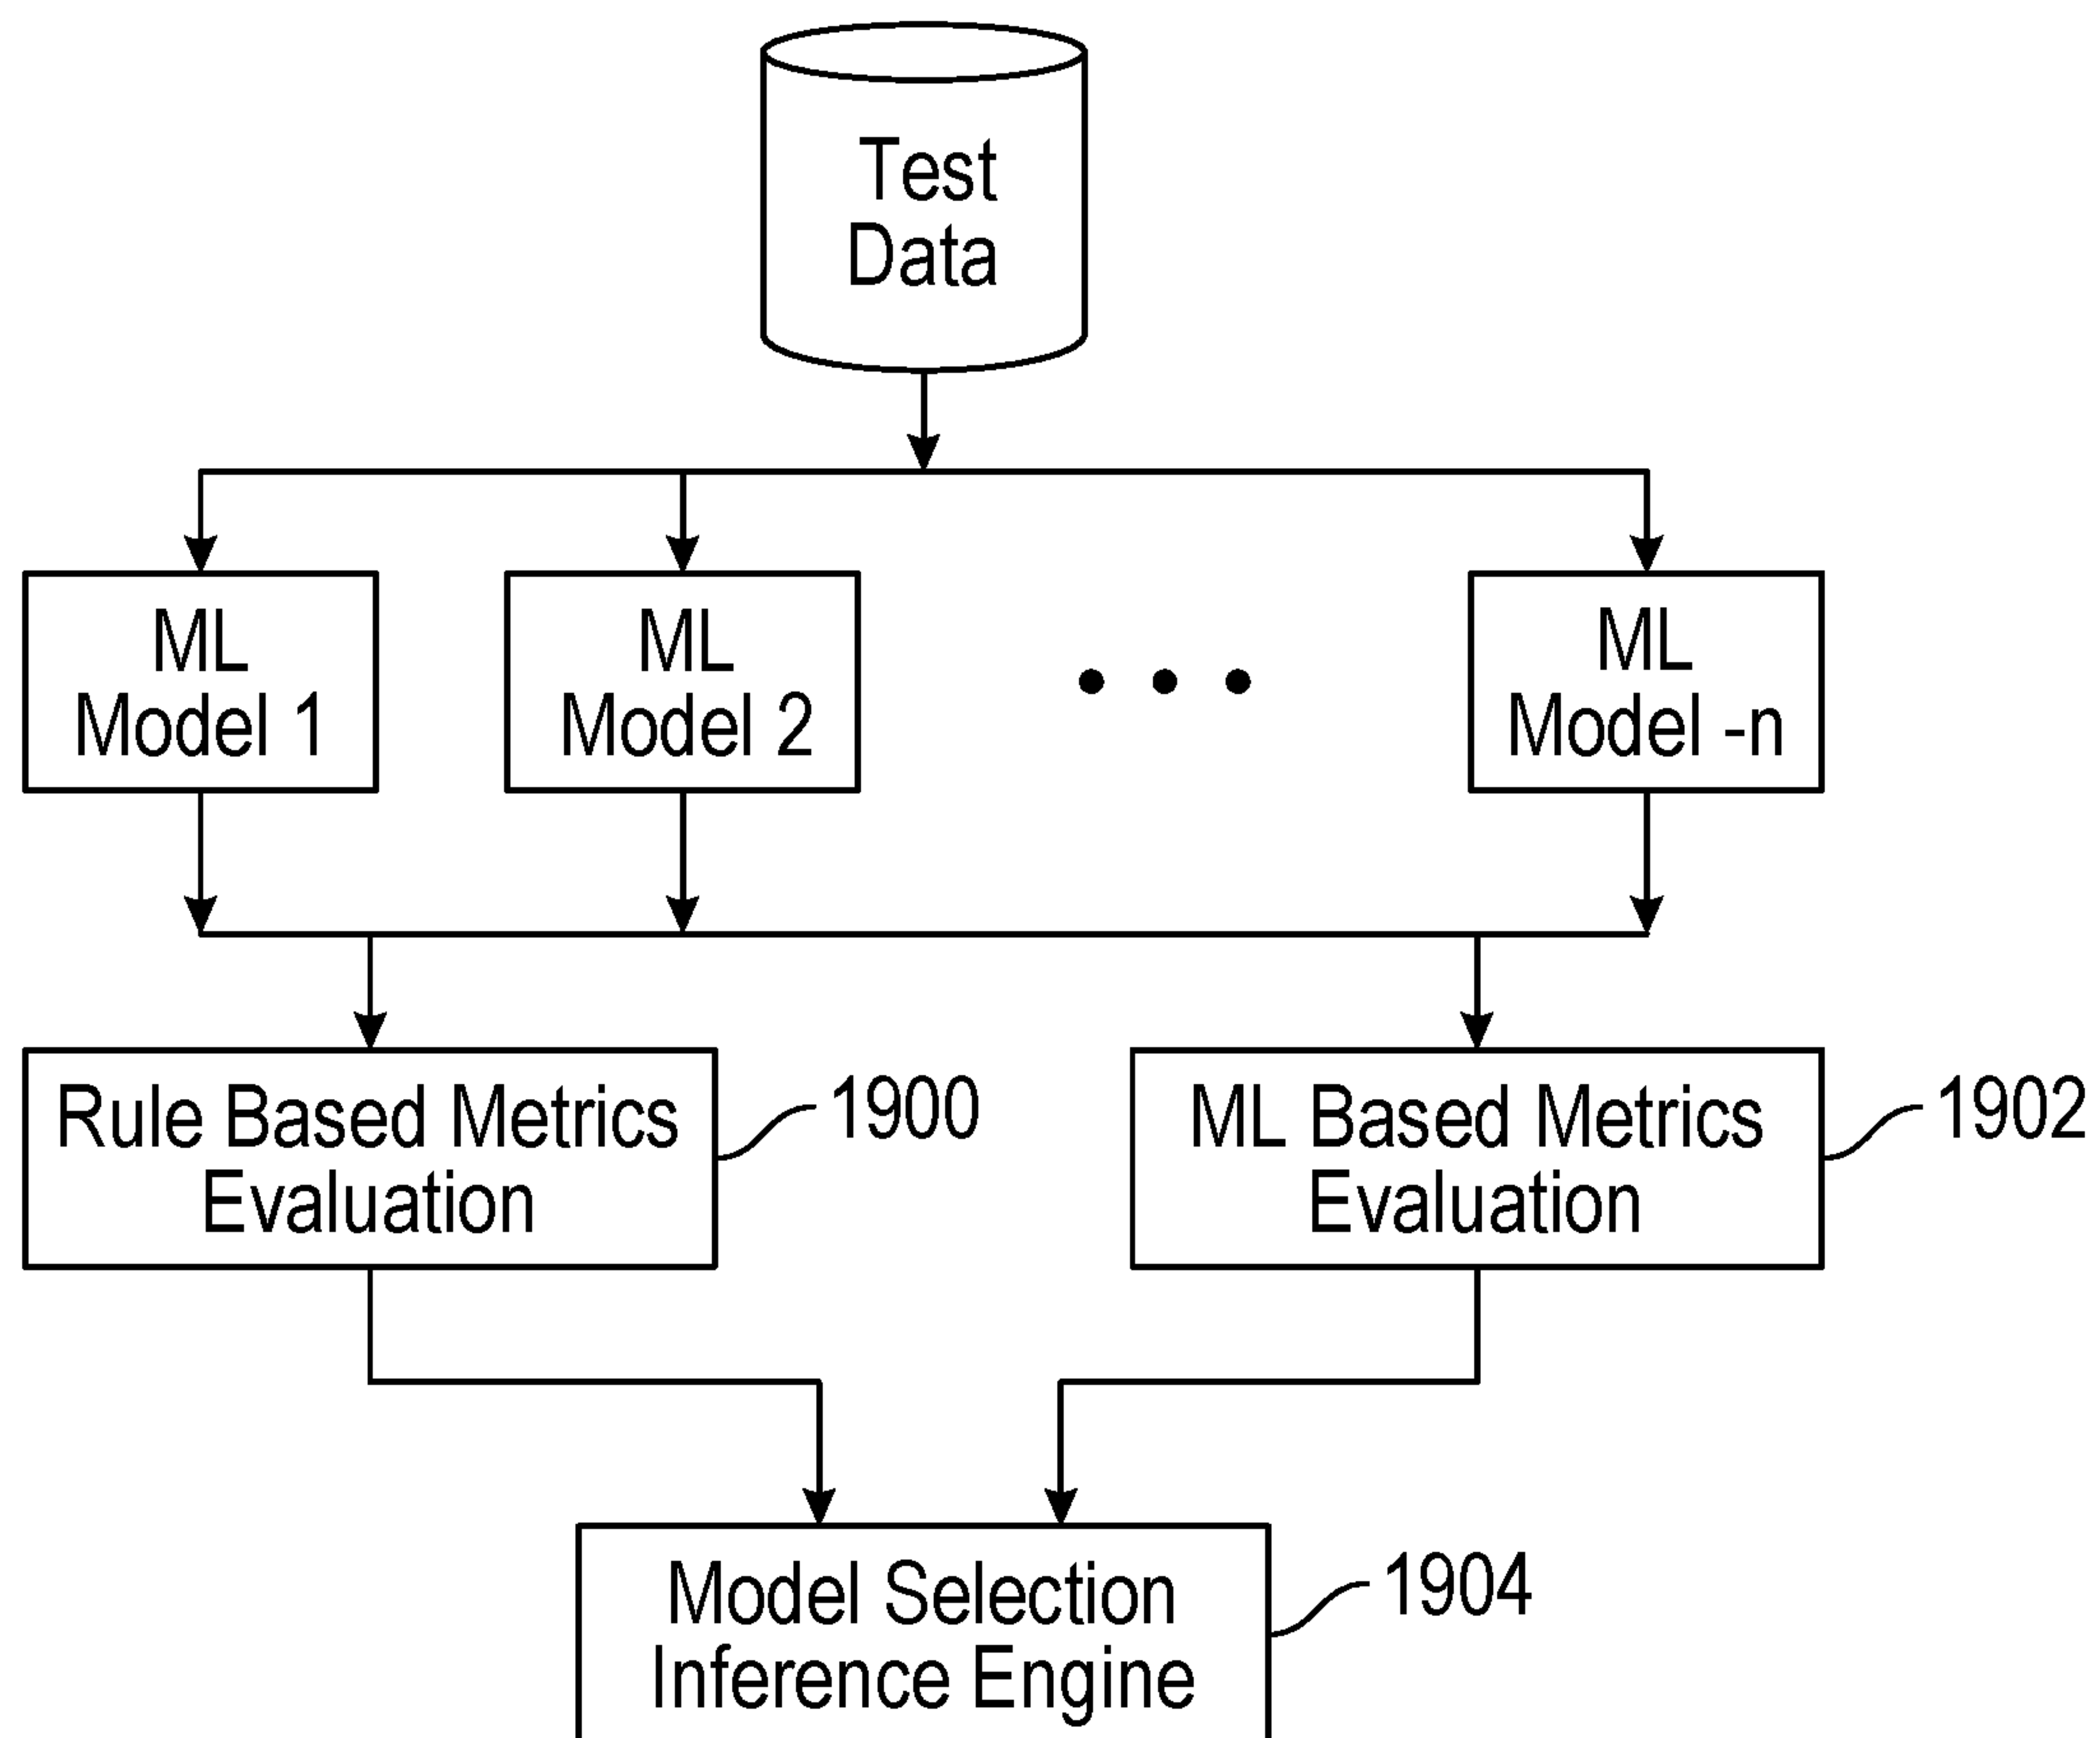 Test
Data
ML
Model 1
ML
Model 2
ML
Model -n
Rule Based Metrics
Evaluation
1900
ML Based Metrics
Evaluation
1902
Model Selection
Inference Engine
1904